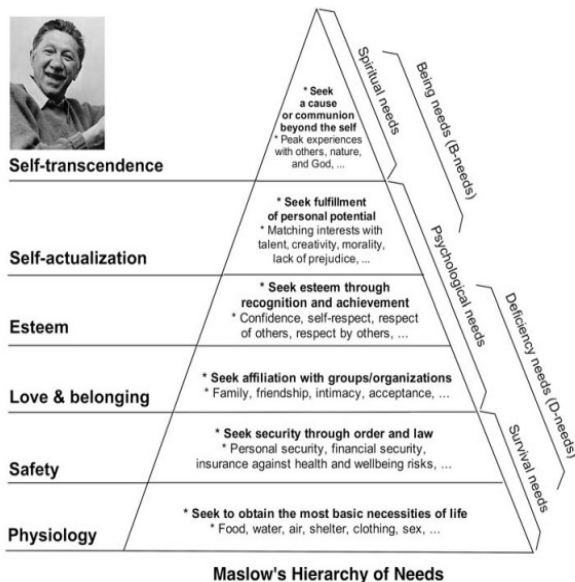 * Seek
a cause
or communion
beyond the self
* Peak experiences
with others, nature,
and God, ...
Self-transcendence
* Seek fulfillment
of personal potential
* Matching interests with
talent, creativity, morality,
lack of prejudice, ...
Self-actualization
* Seek esteem through
recognition and achievement
* Confidence, self-respect, respect
of others, respect by others, ...
Esteem
* Seek affiliation with groups/organizations
* Family, friendship, intimacy, acceptance, ...
Love & belonging
* Seek security through order and law
* Personal security, financial security,
insurance against health and wellbeing risks, ...
Safety
* Seek to obtain the most basic necessities of life
* Food, water, air, shelter, clothing, sex, ...
Physiology
Spiritual needs
Psychological needs
Survival needs
Being needs (B-needs)
Deficiency needs (D-needs)
Maslow's Hierarchy of Needs